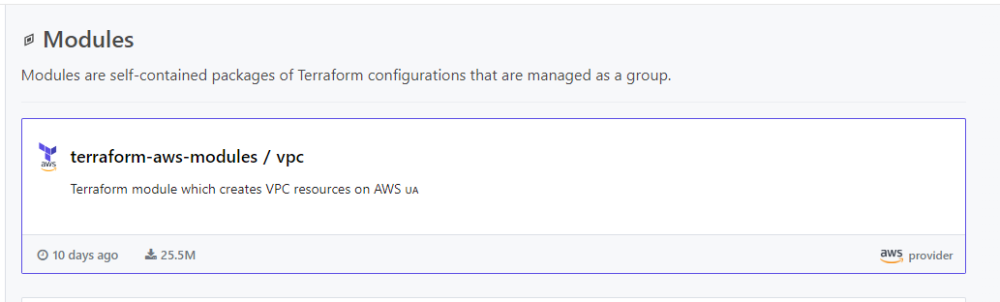 Modules
Modules are self-contained packages of Terraform configurations that are managed as a group.
aws
terraform-aws-modules / vpc
Terraform module which creates VPC resources on AWS UA
10 days ago 25.5M aws provider